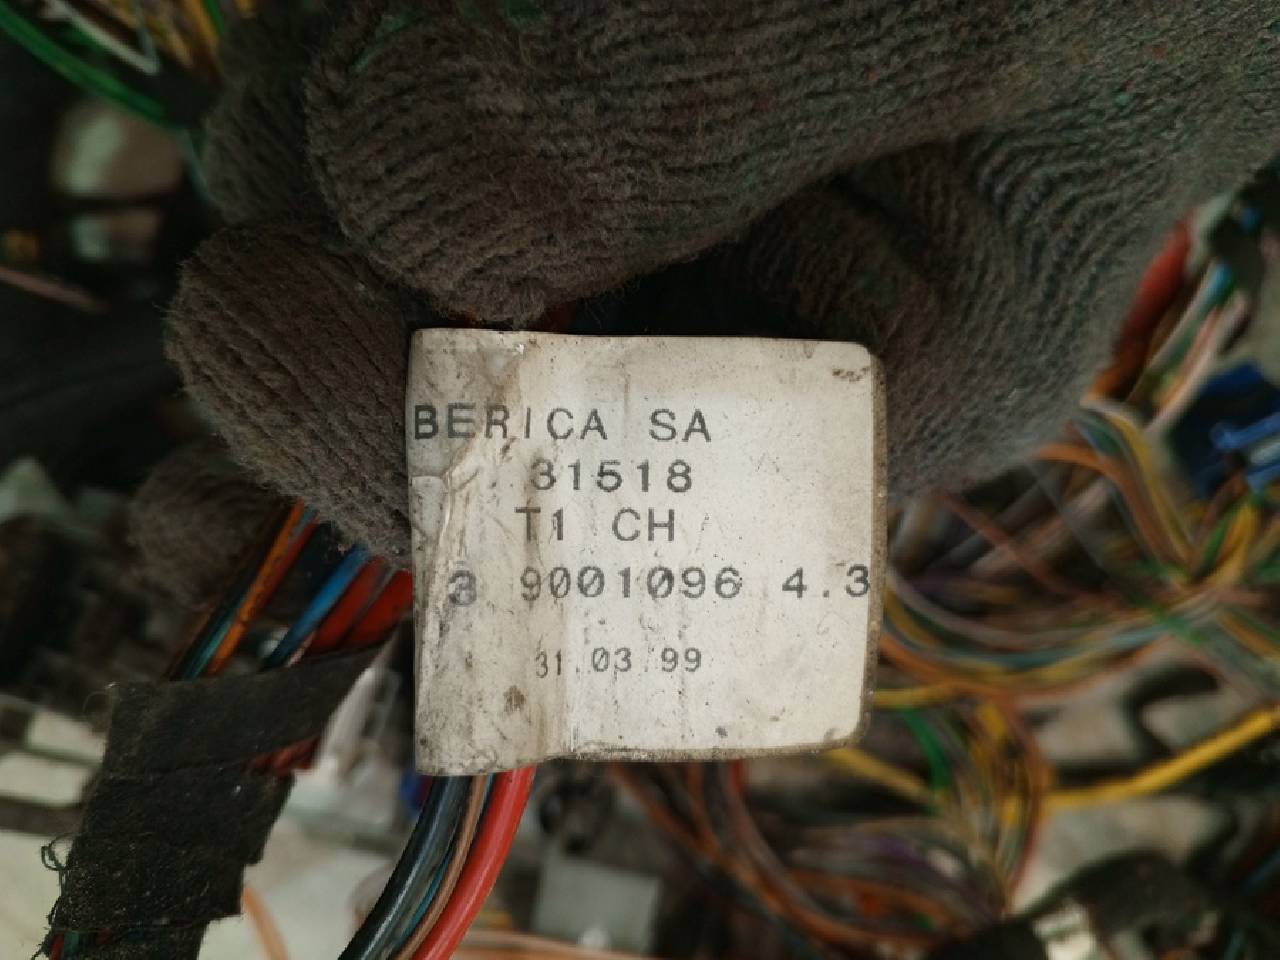 BERICA SA
31518
T1 CH
3 9001096 4.3
31.03.99